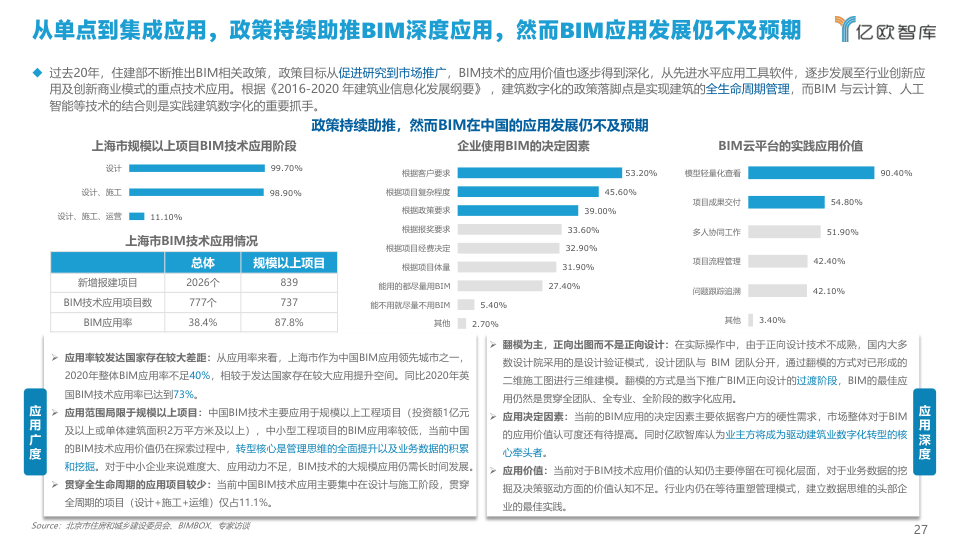 从单点到集成应用，政策持续助推BIM深度应用，然而BIM应用发展仍不及预期
亿欧智库
过去20年，住建部不断推出BIM相关政策，政策目标从促进研究到市场推广，BIM技术的应用价值也逐步得到深化，从先进水平应用工具软件，逐步发展至行业创新应
用及创新商业模式的重点技术应用。根据《2016-2020 年建筑业信息化发展纲要》，建筑数字化的政策落脚点是实现建筑的全生命周期管理，而BIM 与云计算、人工
智能等技术的结合则是实践建筑数字化的重要抓手。
政策持续助推，然而BIM在中国的应用发展仍不及预期
上海市规模以上项目BIM技术应用阶段
设计 99.70%
设计、施工 98.90%
设计、施工、运营 11.10%
上海市BIM技术应用情况
总体 规模以上项目
新增报建项目 2026个 839
BIM技术应用项目数 777个 737
BIM应用率 38.4% 87.8%
企业使用BIM的决定因素
根据客户要求 53.20%
根据项目复杂程度 45.60%
根据政策要求 39.00%
根据报奖要求 33.60%
根据项目经费决定 32.90%
根据项目体量 31.90%
能用的都尽量用BIM 27.40%
能不用就尽量不用BIM 5.40%
其他 2.70%
BIM云平台的实践应用价值
模型轻量化查看 90.40%
项目成果交付 54.80%
多人协同工作 51.90%
项目流程管理 42.40%
问题跟踪追溯 42.10%
其他 3.40%
应用广度
应用率较发达国家存在较大差距：从应用率来看，上海市作为中国BIM应用领先城市之一，
2020年整体BIM应用率不足40%，相较于发达国家存在较大应用提升空间。同比2020年英
国BIM技术应用率已达到73%。
应用范围局限于规模以上项目：中国BIM技术主要应用于规模以上工程项目（投资额1亿元
及以上或单体建筑面积2万平方米及以上），中小型工程项目的BIM应用率较低，当前中国
的BIM技术应用价值仍在探索过程中，转型核心是管理思维的全面提升以及业务数据的积累
和挖掘。对于中小企业来说难度大、应用动力不足，BIM技术的大规模应用仍需长时间发展。
贯穿全生命周期的应用项目较少：当前中国BIM技术应用主要集中在设计与施工阶段，贯穿
全周期的项目（设计+施工+运维）仅占11.1%。
翻模为主，正向出图而不是正向设计：在实际操作中，由于正向设计技术不成熟，国内大多
数设计院采用的是设计验证模式，设计团队与 BIM 团队分开，通过翻模的方式对已形成的
二维施工图进行三维建模。翻模的方式是当下推广BIM正向设计的过渡阶段，BIM的最佳应
用仍然是贯穿全团队、全专业、全阶段的数字化应用。
应用决定因素：当前的BIM应用的决定因素主要依据客户方的硬性需求，市场整体对于BIM
的应用价值认可度还有待提高。同时亿欧智库认为业主方将成为驱动建筑业数字化转型的核
心牵头者。
应用价值：当前对于BIM技术应用价值的认知仍主要停留在可视化层面，对于业务数据的挖
掘及决策驱动方面的价值认知不足。行业内仍在等待重塑管理模式，建立数据思维的头部企
业的最佳实践。
应用深度
Source：北京市住房和城乡建设委员会、BIMBOX、专家访谈
27